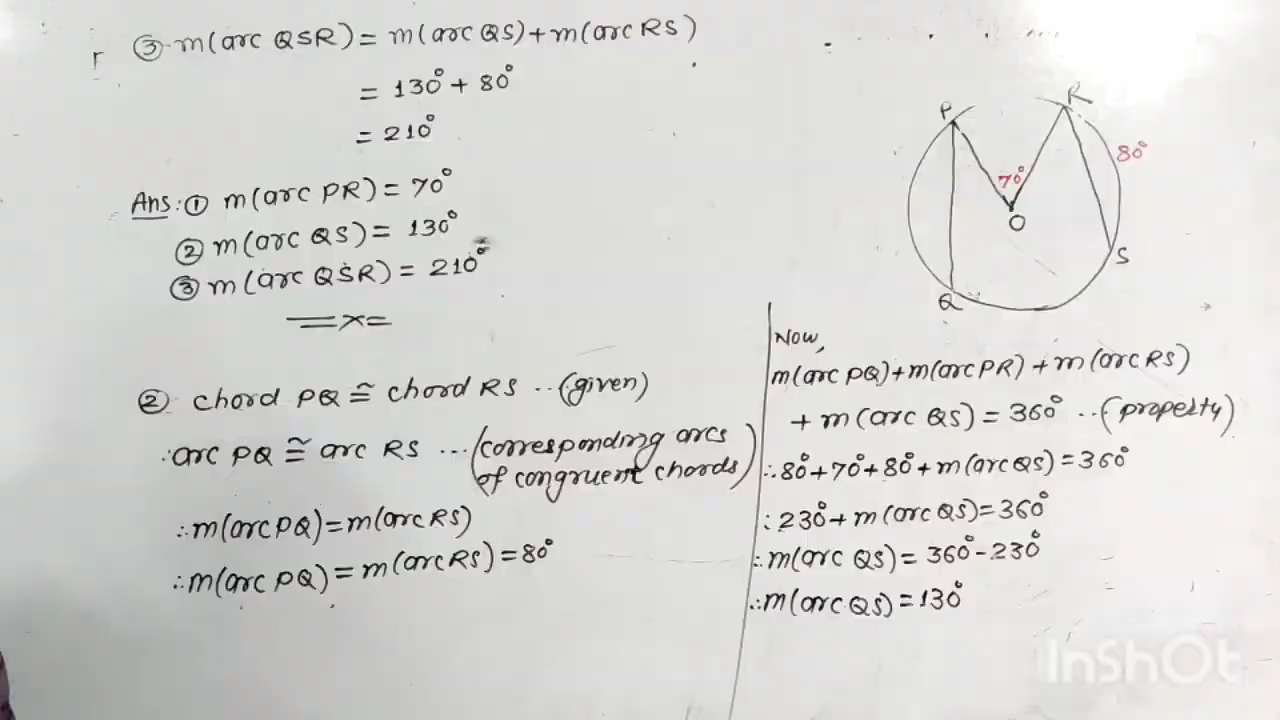 ③ m(arc QSR) = m(arc QS) + m(arc RS)
= 130° + 80°
= 210°
Ans: ① m(arc PR) = 70°
② m(arc QS) = 130°
③ m(arc QSR) = 210°
P
R
80°
70°
O
S
Q
② chord PQ ≅ chord RS ..(given)
∴ arc PQ ≅ arc RS ...(corresponding arcs
of congruent chords)
∴ m(arc PQ) = m(arc RS)
∴ m(arc PQ) = m(arc RS) = 80°
Now,
m(arc PQ) + m(arc PR) + m(arc RS)
+ m(arc QS) = 360° ..(property)
∴ 80° + 70° + 80° + m(arc QS) = 360°
: 230° + m(arc QS) = 360°
∴ m(arc QS) = 360° - 230°
∴ m(arc QS) = 130°
InShOt